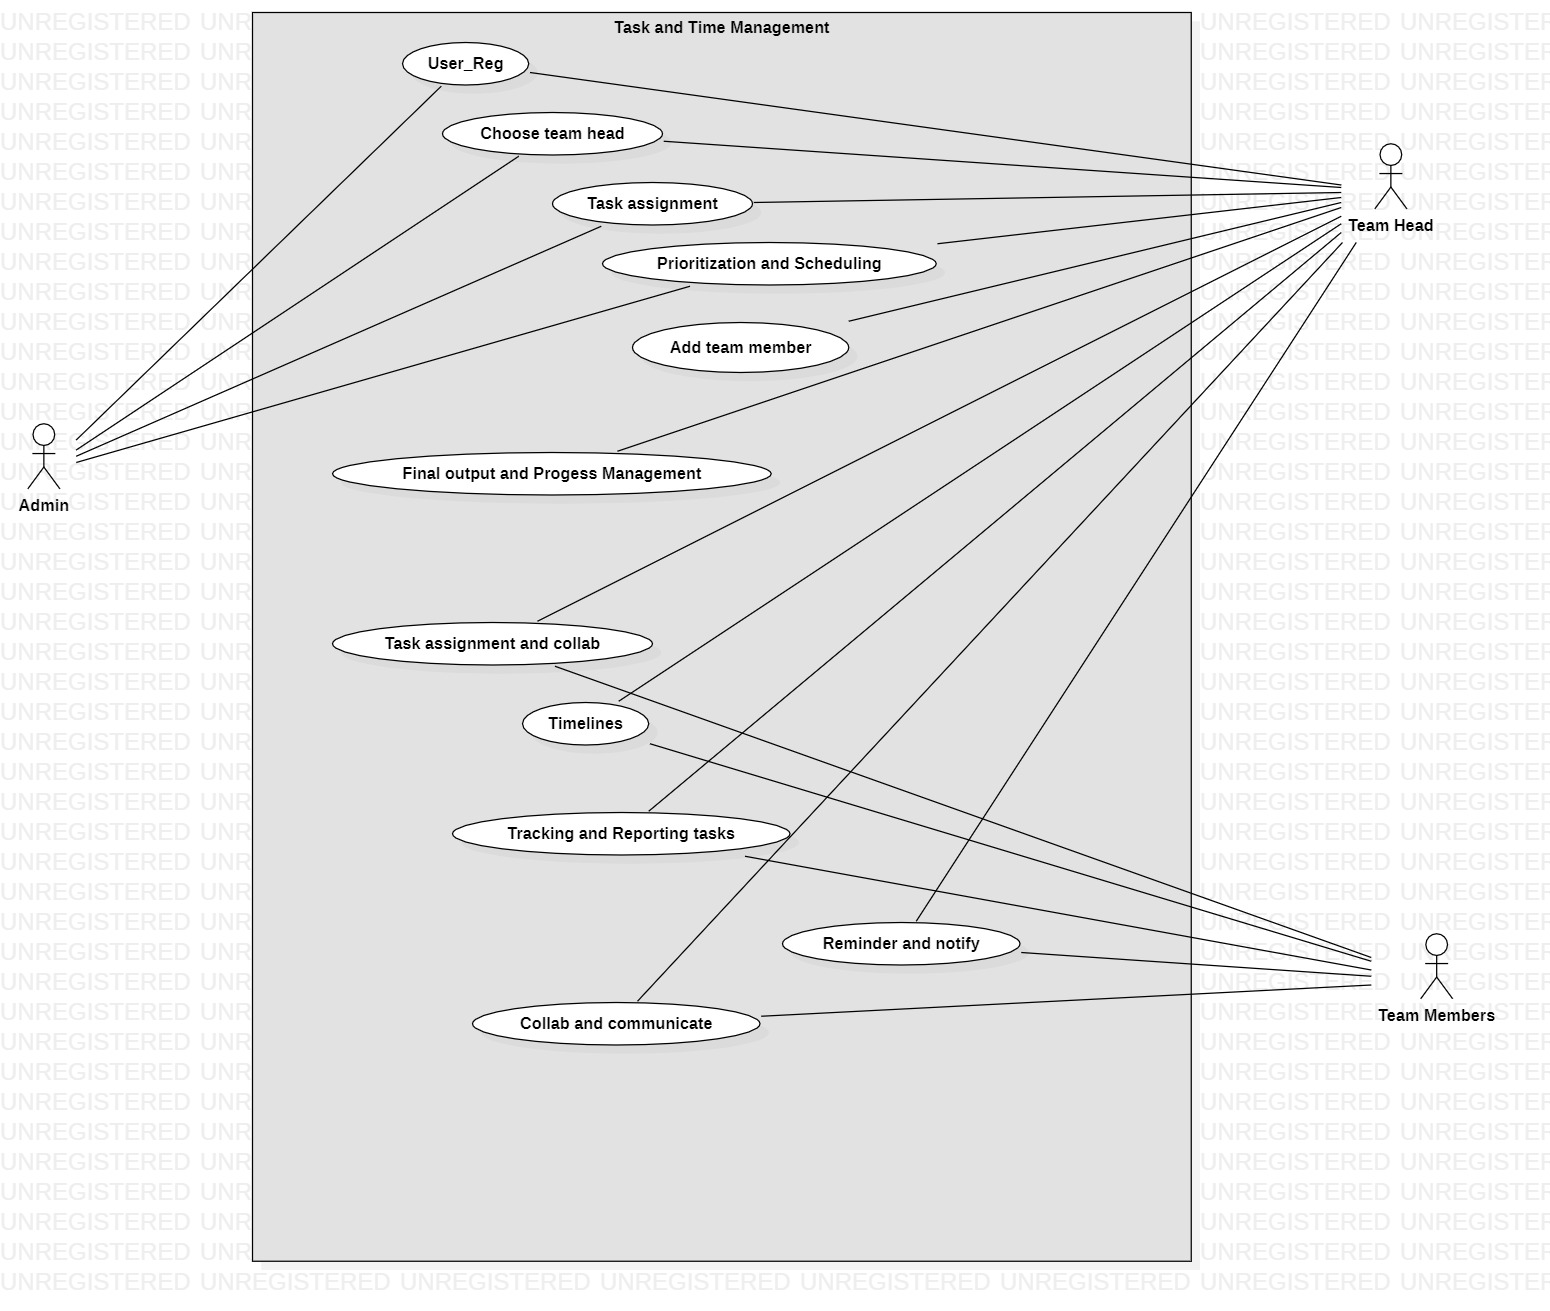 Task and Time Management
User_Reg
Choose team head
Task assignment
Team Head
Prioritization and Scheduling
Add team member
Final output and Progess Management
Admin
Task assignment and collab
Timelines
Tracking and Reporting tasks
Reminder and notify
Team Members
Collab and communicate
UNREGISTERED UNREGISTERED UNREGISTERED UNREGISTERED UNREGISTERED UNREGISTERED UNREGISTERED